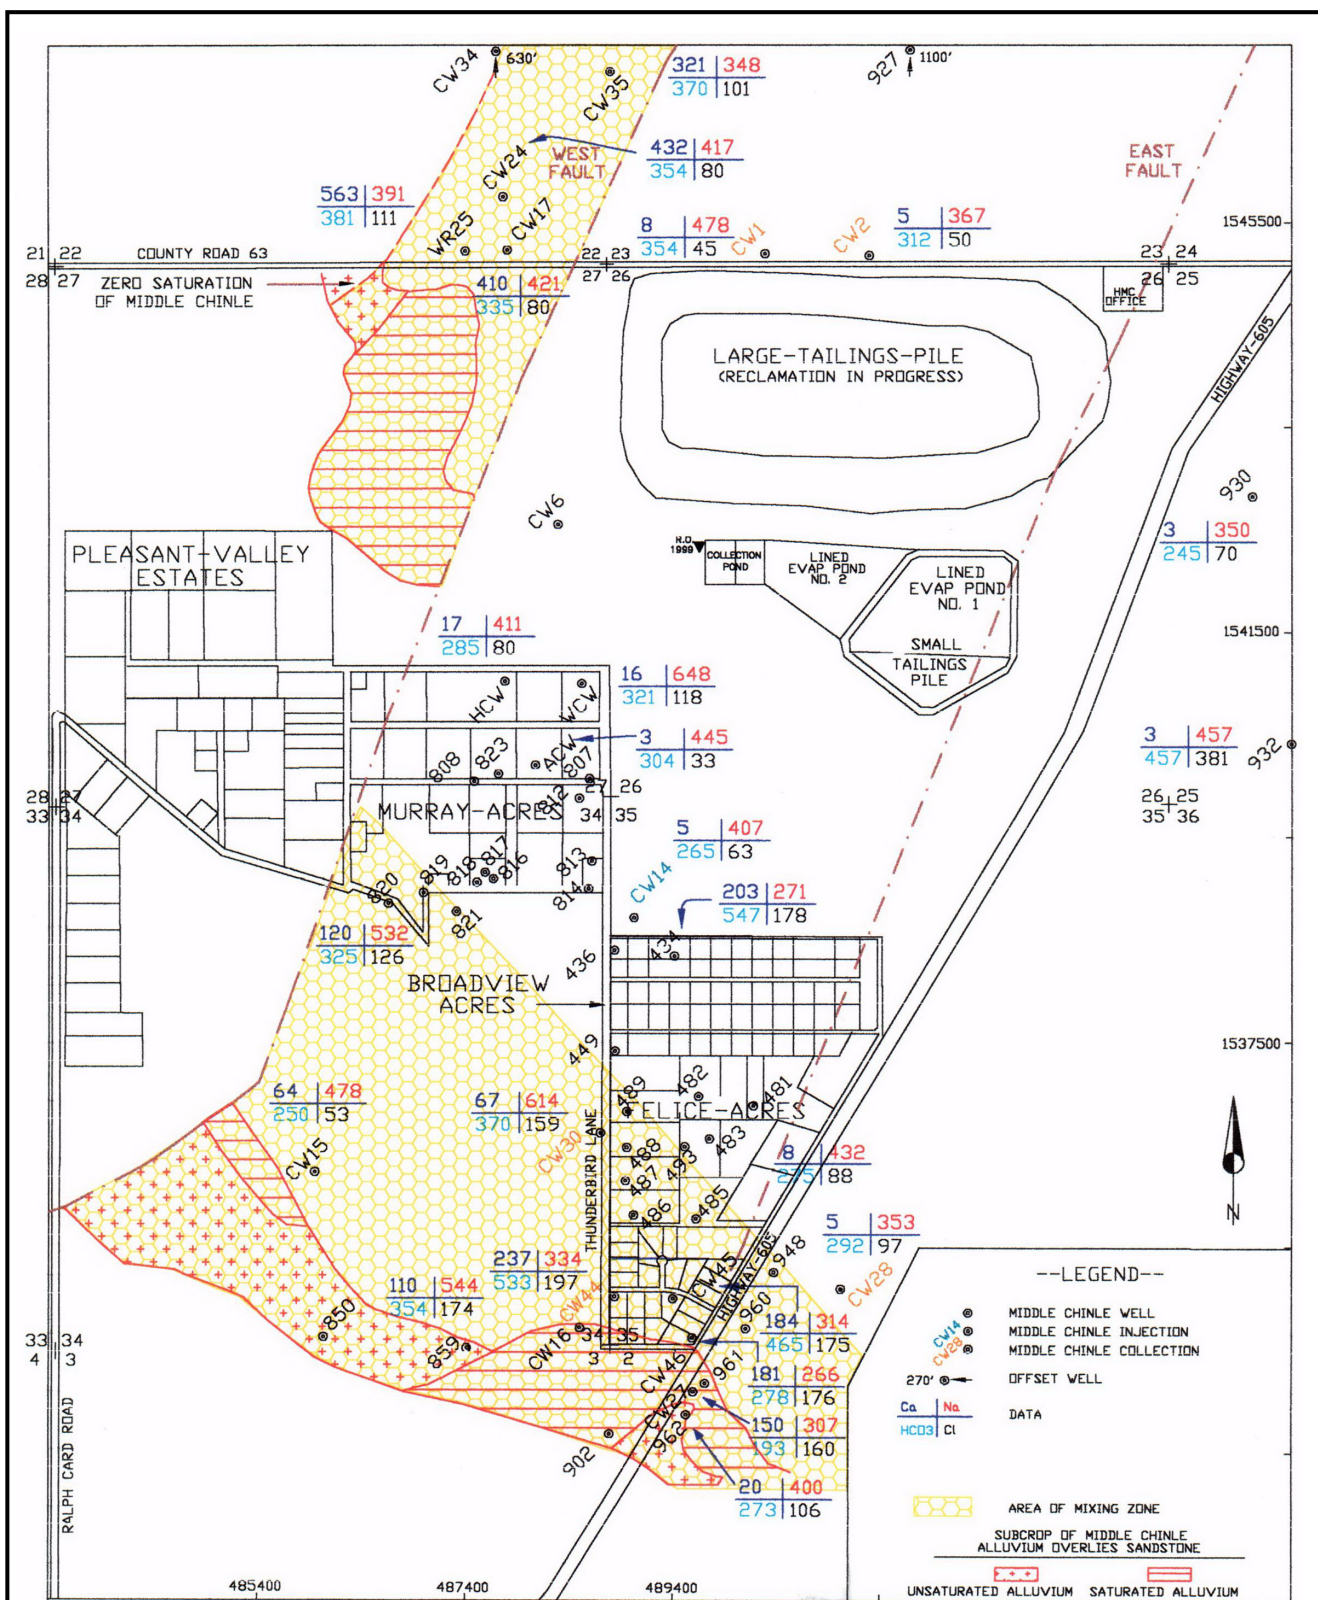 CW34
630'
CW35
321 348
370 101
927
1100'
432 417
354 80
WEST
FAULT
CW24
EAST
FAULT
563 391
381 111
8 478
354 45
CW1
CW2
5 367
312 50
1545500
WR25
CW17
21 22
28 27
COUNTY ROAD 63
22 23
27 26
23 24
26 25
ZERO SATURATION
OF MIDDLE CHINLE
410 421
335 80
HMC
OFFICE
HIGHWAY-605
LARGE-TAILINGS-PILE
(RECLAMATION IN PROGRESS)
930
CW6
3 350
245 70
PLEASANT-VALLEY
ESTATES
R.O
1999
COLLECTION
POND
LINED
EVAP POND
NO. 2
LINED
EVAP POND
NO. 1
17 411
285 80
1541500
SMALL
TAILINGS
PILE
HCW
WCW
16 648
321 118
3 445
304 33
ACW
808
823
807
3 457
457 381
932
28 27
33 34
MURRAY-ACRES
812
27 26
34 35
26 25
35 36
5 407
265 63
820
819
818
817
816
813
814
CW14
203 271
547 178
821
120 532
325 126
436
434
BROADVIEW
ACRES
449
1537500
64 478
250 53
67 614
370 159
489
482
481
FELICE-ACRES
CW30
THUNDERBIRD LANE
488
493
483
8 432
275 88
CW15
487
486
485
N
5 353
292 97
237 334
533 197
CW45
HIGHWAY-605
948
CW28
110 544
354 174
CW44
850
859
CW16
960
184 314
465 175
33 34
4 3
34 35
3 2
CW46
961
181 266
278 176
CW27
962
150 307
193 160
902
20 400
273 106
RALPH CARD ROAD
485400
487400
489400
--LEGEND--
MIDDLE CHINLE WELL
CW14 MIDDLE CHINLE INJECTION
CW28 MIDDLE CHINLE COLLECTION
270' OFFSET WELL
Ca Na
HCO3 Cl
DATA
AREA OF MIXING ZONE
SUBCROP OF MIDDLE CHINLE
ALLUVIUM OVERLIES SANDSTONE
UNSATURATED ALLUVIUM SATURATED ALLUVIUM